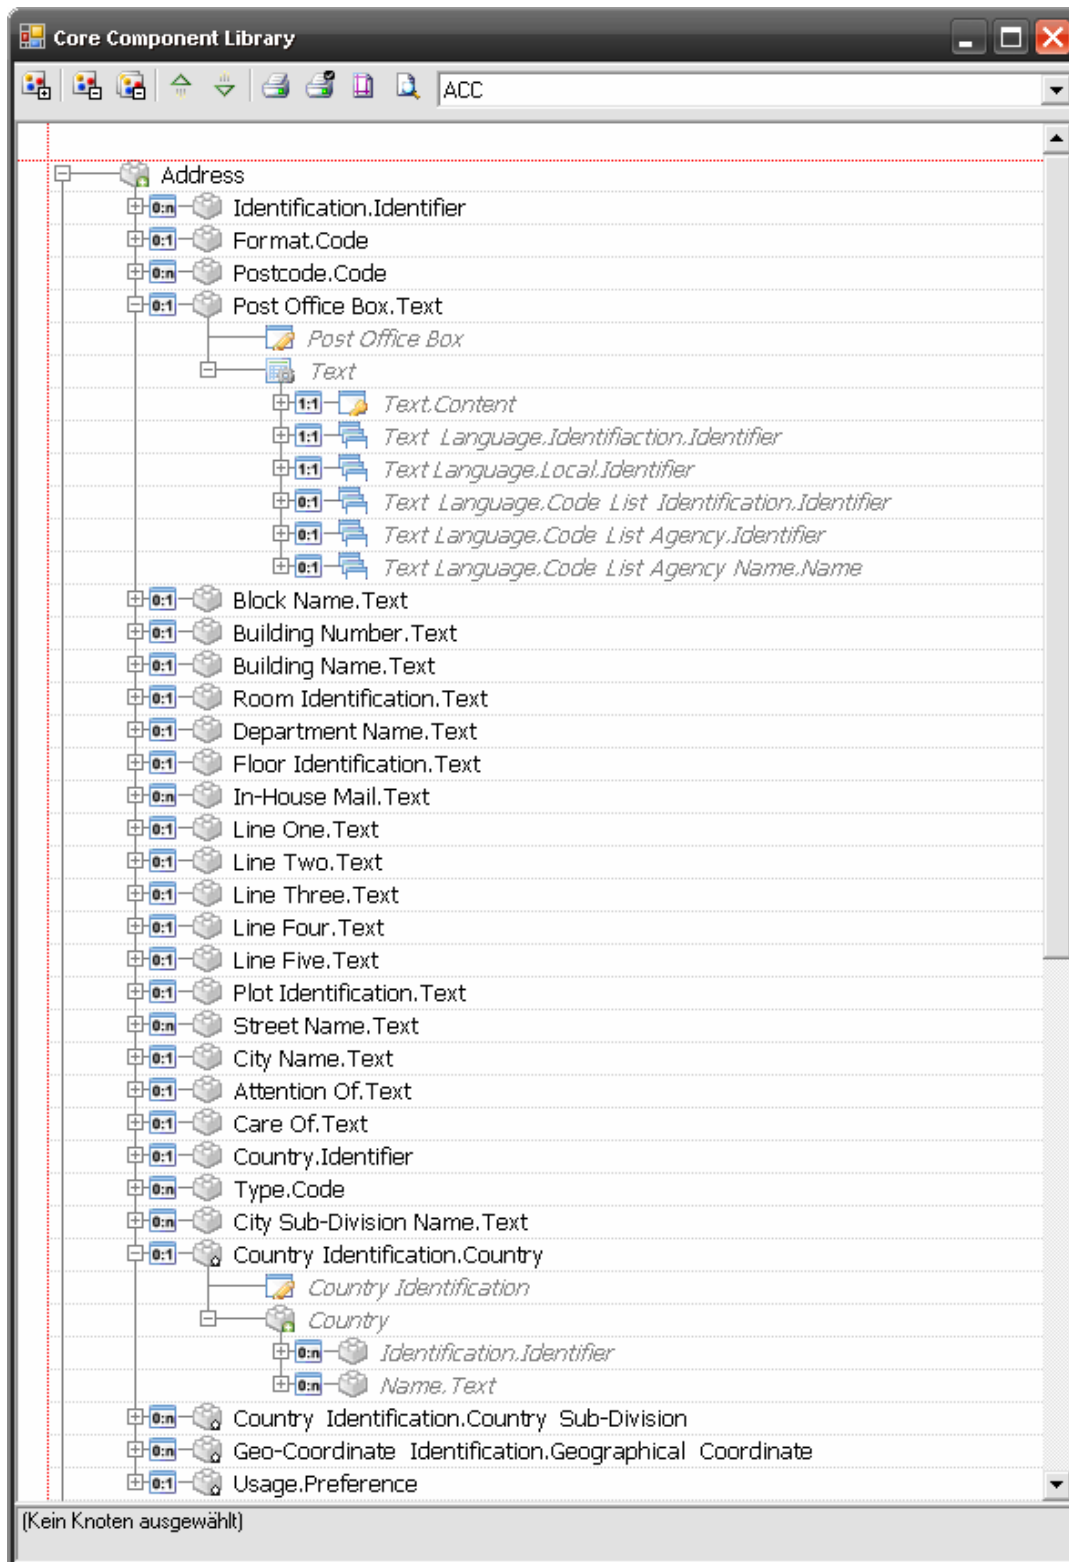 Core Component Library
ACC
Address
0:n Identification.Identifier
0:1 Format.Code
0:n Postcode.Code
0:1 Post Office Box.Text
Post Office Box
Text
1:1 Text.Content
1:1 Text Language.Identifiaction.Identifier
1:1 Text Language.Local.Identifier
0:1 Text Language.Code List Identification.Identifier
0:1 Text Language.Code List Agency.Identifier
0:1 Text Language.Code List Agency Name.Name
0:1 Block Name.Text
0:1 Building Number.Text
0:1 Building Name.Text
0:1 Room Identification.Text
0:1 Department Name.Text
0:1 Floor Identification.Text
0:n In-House Mail.Text
0:1 Line One.Text
0:1 Line Two.Text
0:1 Line Three.Text
0:1 Line Four.Text
0:1 Line Five.Text
0:1 Plot Identification.Text
0:n Street Name.Text
0:1 City Name.Text
0:1 Attention Of.Text
0:1 Care Of.Text
0:1 Country.Identifier
0:n Type.Code
0:n City Sub-Division Name.Text
0:1 Country Identification.Country
Country Identification
Country
0:n Identification.Identifier
0:n Name.Text
0:n Country Identification.Country Sub-Division
0:n Geo-Coordinate Identification.Geographical Coordinate
0:1 Usage.Preference
(Kein Knoten ausgewählt)